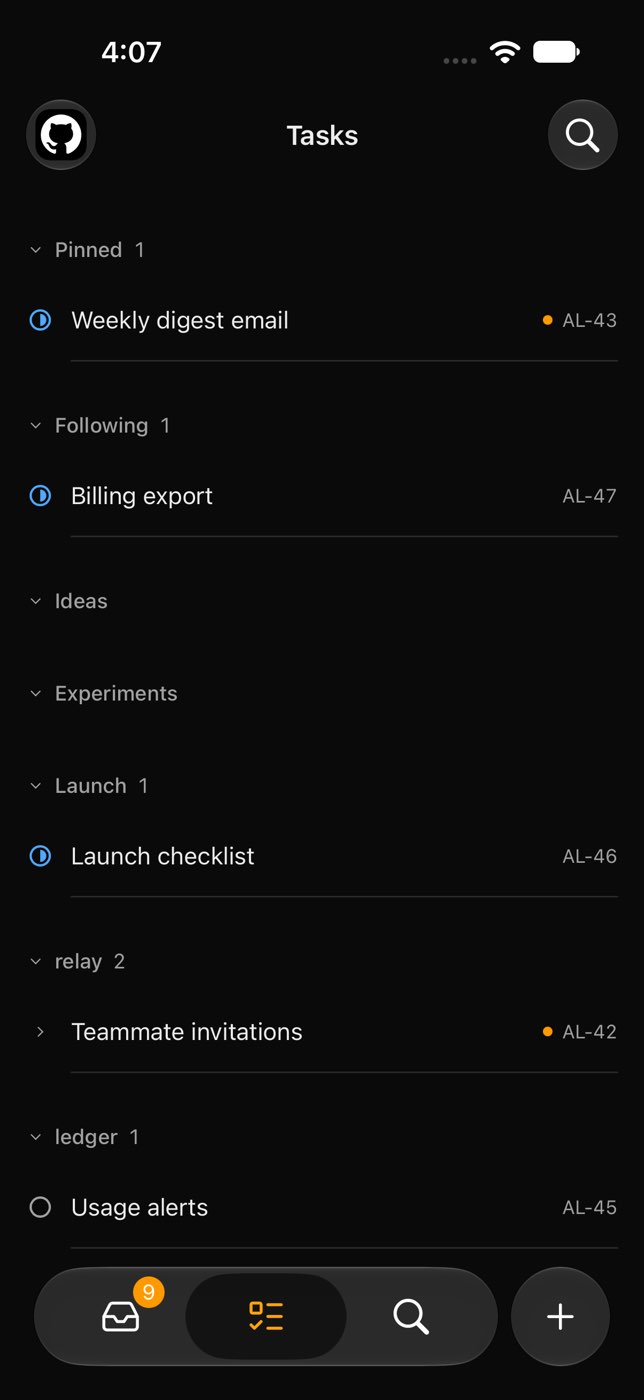 4:07
Tasks
Pinned 1
Weekly digest email AL-43
Following 1
Billing export AL-47
Ideas
Experiments
Launch 1
Launch checklist AL-46
relay 2
Teammate invitations AL-42
ledger 1
Usage alerts AL-45
9